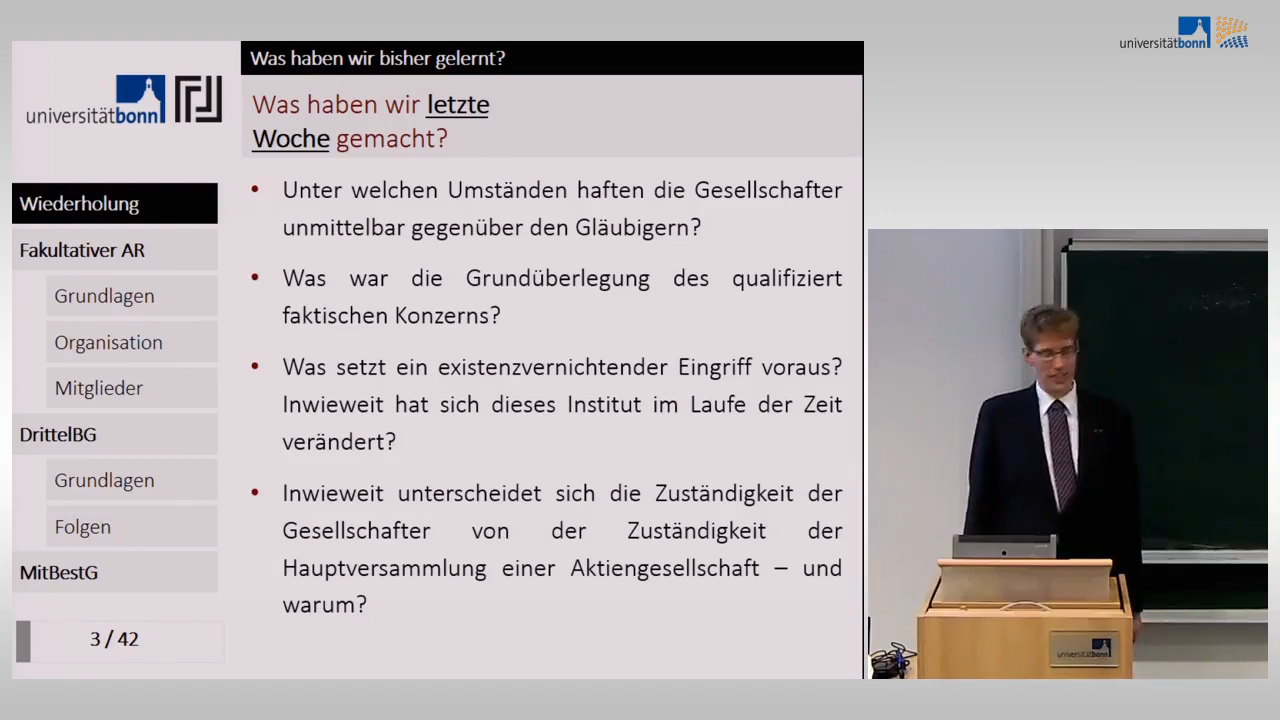 universitätbonn
Was haben wir bisher gelernt?
universitätbonn
Was haben wir letzte
Woche gemacht?
Wiederholung
Fakultativer AR
Grundlagen
Organisation
Mitglieder
DrittelBG
Grundlagen
Folgen
MitBestG
3 / 42
• Unter welchen Umständen haften die Gesellschafter
unmittelbar gegenüber den Gläubigern?
• Was war die Grundüberlegung des qualifiziert
faktischen Konzerns?
• Was setzt ein existenzvernichtender Eingriff voraus?
Inwieweit hat sich dieses Institut im Laufe der Zeit
verändert?
• Inwieweit unterscheidet sich die Zuständigkeit der
Gesellschafter von der Zuständigkeit der
Hauptversammlung einer Aktiengesellschaft – und
warum?
universitätbonn